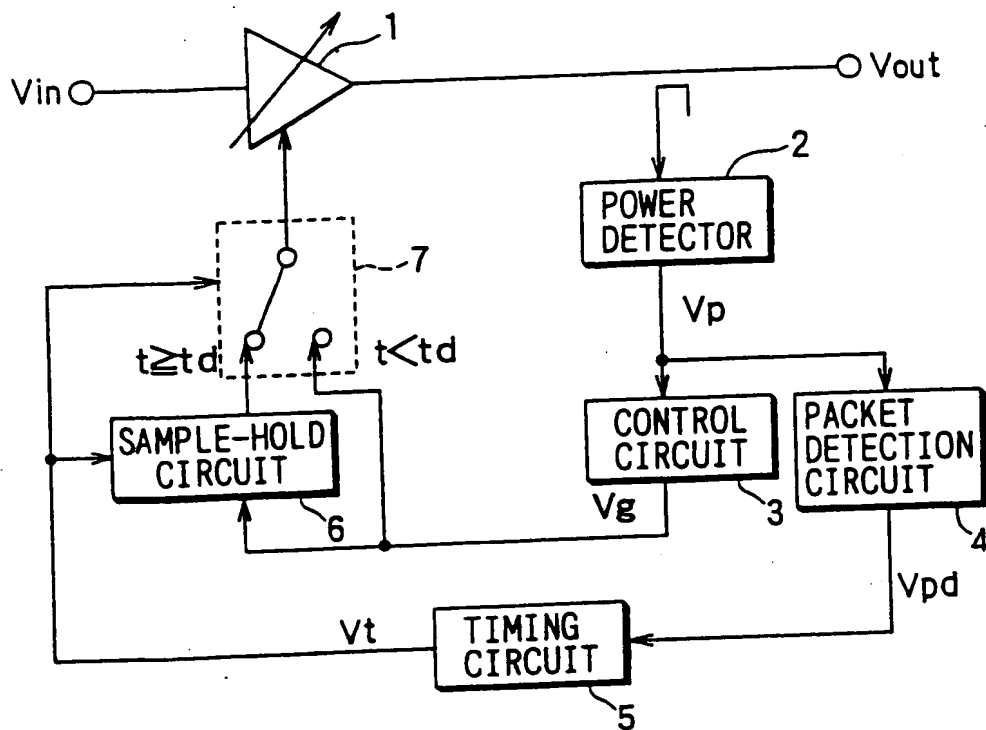 1
Vin
Vout
2
POWER
DETECTOR
7
Vp
t≧td
t<td
SAMPLE-HOLD
CIRCUIT
6
CONTROL
CIRCUIT
3
PACKET
DETECTION
CIRCUIT
4
Vg
Vpd
Vt
TIMING
CIRCUIT
5